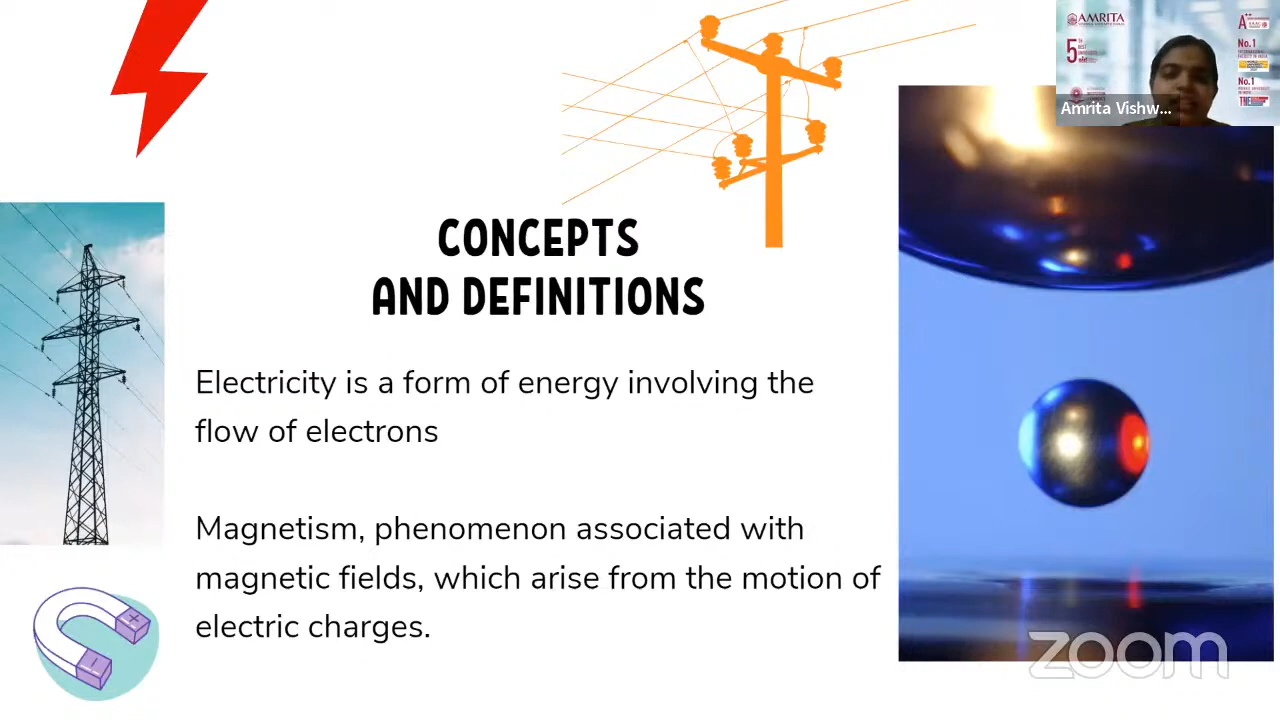 AMRITA
5
No.1
No.1
Amrita Vishw...
CONCEPTS
AND DEFINITIONS
Electricity is a form of energy involving the
flow of electrons
Magnetism, phenomenon associated with
magnetic fields, which arise from the motion of
electric charges.
zoom